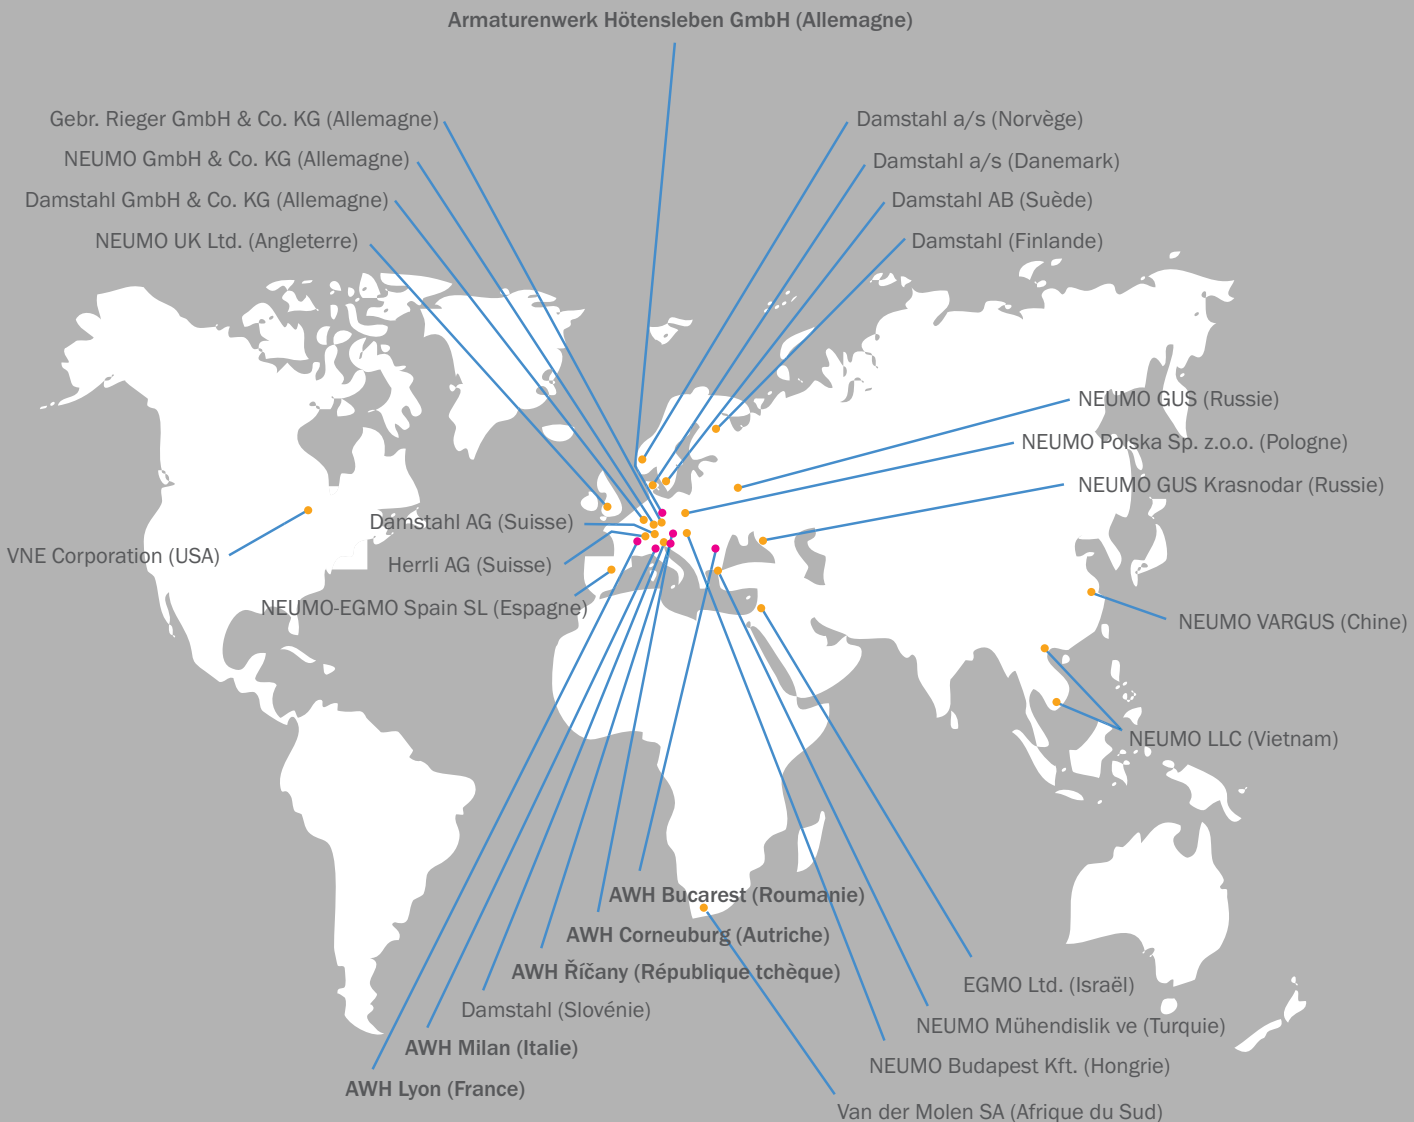 Armaturenwerk Hötensleben GmbH (Allemagne)
Gebr. Rieger GmbH & Co. KG (Allemagne)
NEUMO GmbH & Co. KG (Allemagne)
Damstahl GmbH & Co. KG (Allemagne)
NEUMO UK Ltd. (Angleterre)
Damstahl a/s (Norvège)
Damstahl a/s (Danemark)
Damstahl AB (Suède)
Damstahl (Finlande)
NEUMO GUS (Russie)
NEUMO Polska Sp. z.o.o. (Pologne)
NEUMO GUS Krasnodar (Russie)
Damstahl AG (Suisse)
VNE Corporation (USA)
Herrli AG (Suisse)
NEUMO-EGMO Spain SL (Espagne)
NEUMO VARGUS (Chine)
NEUMO LLC (Vietnam)
AWH Bucarest (Roumanie)
AWH Corneuburg (Autriche)
AWH Říčany (République tchèque)
Damstahl (Slovénie)
AWH Milan (Italie)
AWH Lyon (France)
EGMO Ltd. (Israël)
NEUMO Mühendislik ve (Turquie)
NEUMO Budapest Kft. (Hongrie)
Van der Molen SA (Afrique du Sud)